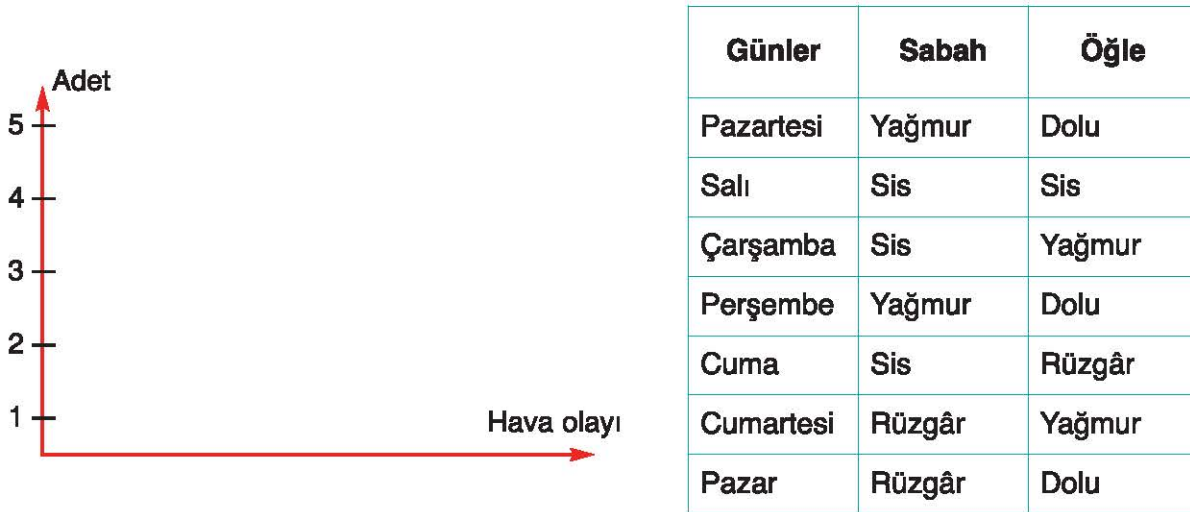 Adet
5
4
3
2
1
Hava olayı
Günler Sabah Öğle
Pazartesi Yağmur Dolu
Salı Sis Sis
Çarşamba Sis Yağmur
Perşembe Yağmur Dolu
Cuma Sis Rüzgâr
Cumartesi Rüzgâr Yağmur
Pazar Rüzgâr Dolu